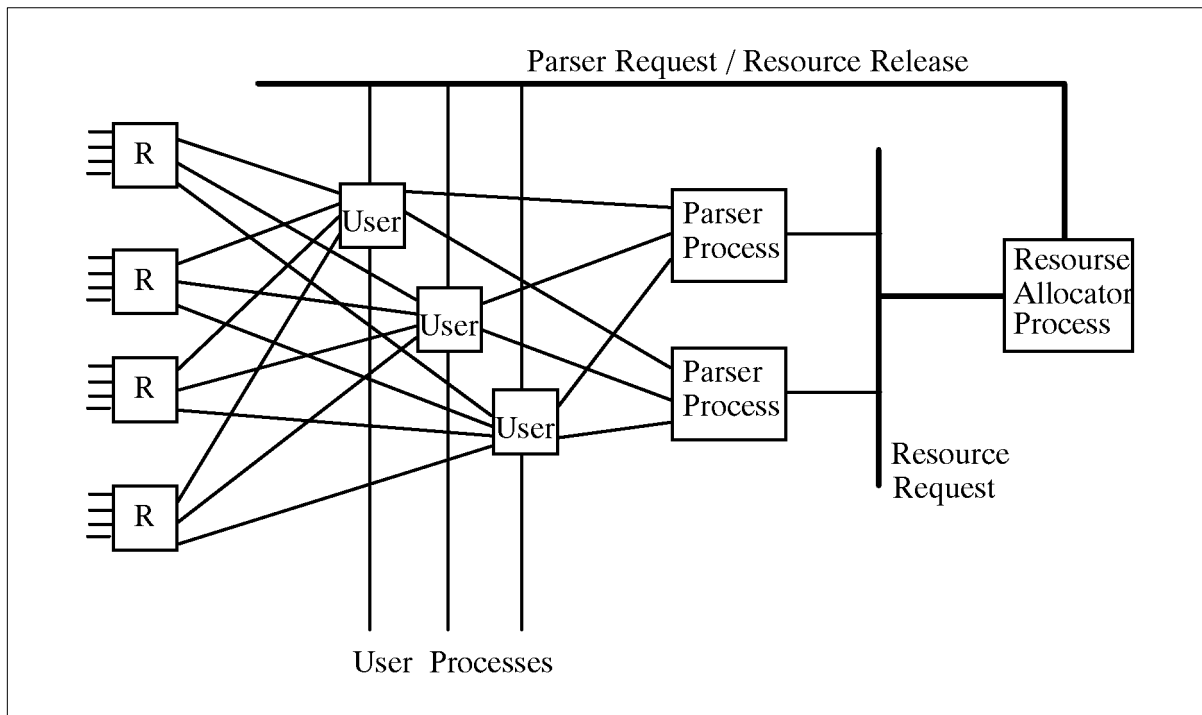 Parser Request / Resource Release
R
R
R
R
User
User
User
Parser
Process
Parser
Process
Resourse
Allocator
Process
Resource
Request
User Processes